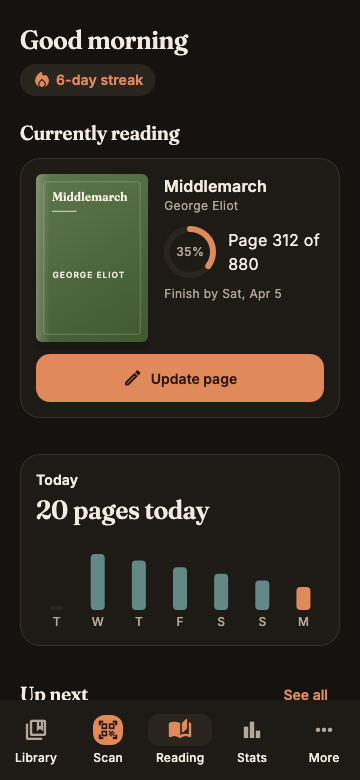 Good morning
6-day streak
Currently reading
Middlemarch
GEORGE ELIOT
Middlemarch
George Eliot
35%
Page 312 of
880
Finish by Sat, Apr 5
Update page
Today
20 pages today
T W T F S S M
Up next
See all
Library Scan Reading Stats More